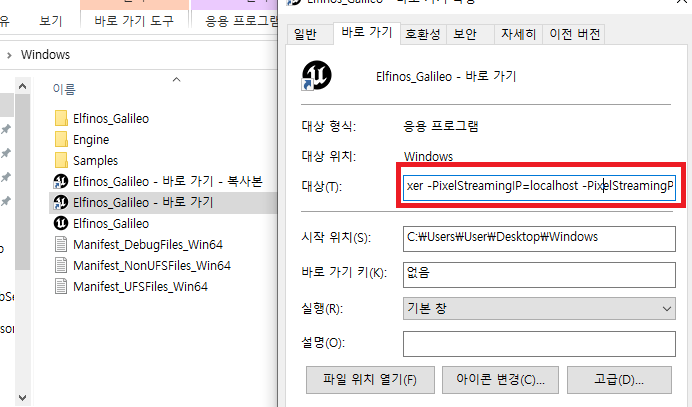 Elfinos_Galileo - 바로 가기 속성
유
보기
바로 가기 도구
응용 프로그램
Windows
이름
Elfinos_Galileo
Engine
Samples
Elfinos_Galileo - 바로 가기 - 복사본
Elfinos_Galileo - 바로 가기
Elfinos_Galileo
Manifest_DebugFiles_Win64
Manifest_NonUFSFiles_Win64
Manifest_UFSFiles_Win64
일반 바로 가기 호환성 보안 자세히 이전 버전
Elfinos_Galileo - 바로 가기
대상 형식: 응용 프로그램
대상 위치: Windows
대상(T): xer -PixelStreamingIP=localhost -PixelStreamingP
시작 위치(S): C:₩Users₩User₩Desktop₩Windows
바로 가기 키(K): 없음
실행(R): 기본 창
설명(O):
파일 위치 열기(F) 아이콘 변경(C)... 고급(D)...